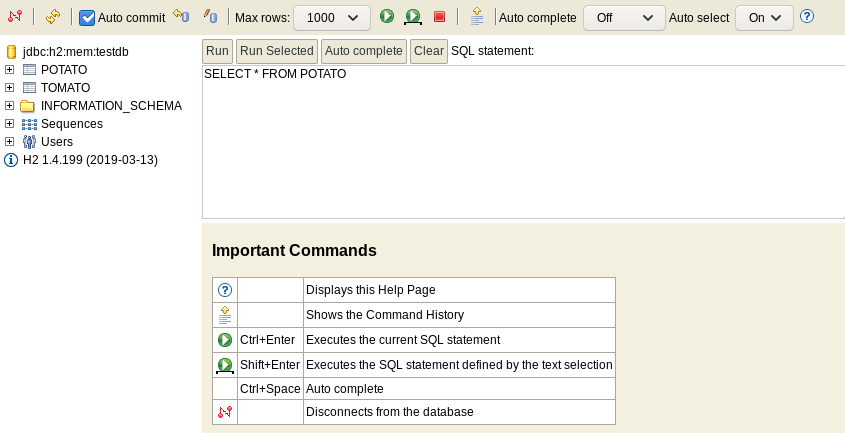 Auto commit Max rows: 1000 Auto complete Off Auto select On ?
jdbc:h2:mem:testdb
POTATO
TOMATO
INFORMATION_SCHEMA
Sequences
Users
H2 1.4.199 (2019-03-13)
Run Run Selected Auto complete Clear SQL statement:
SELECT * FROM POTATO
Important Commands
? Displays this Help Page
Shows the Command History
Ctrl+Enter Executes the current SQL statement
Shift+Enter Executes the SQL statement defined by the text selection
Ctrl+Space Auto complete
Disconnects from the database